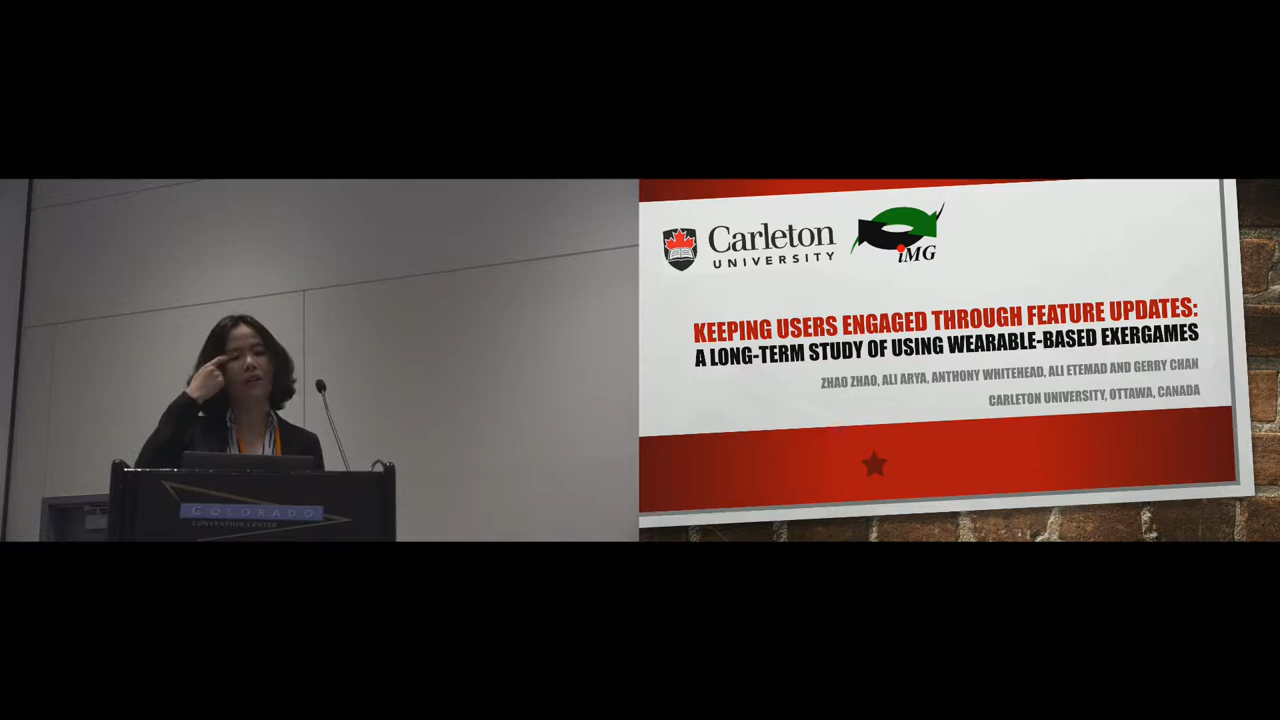 COLORADO
CONVENTION CENTER
Carleton
UNIVERSITY
iMG
KEEPING USERS ENGAGED THROUGH FEATURE UPDATES:
A LONG-TERM STUDY OF USING WEARABLE-BASED EXERGAMES
ZHAO ZHAO, ALI ARYA, ANTHONY WHITEHEAD, ALI ETEMAD AND GERRY CHAN
CARLETON UNIVERSITY, OTTAWA, CANADA